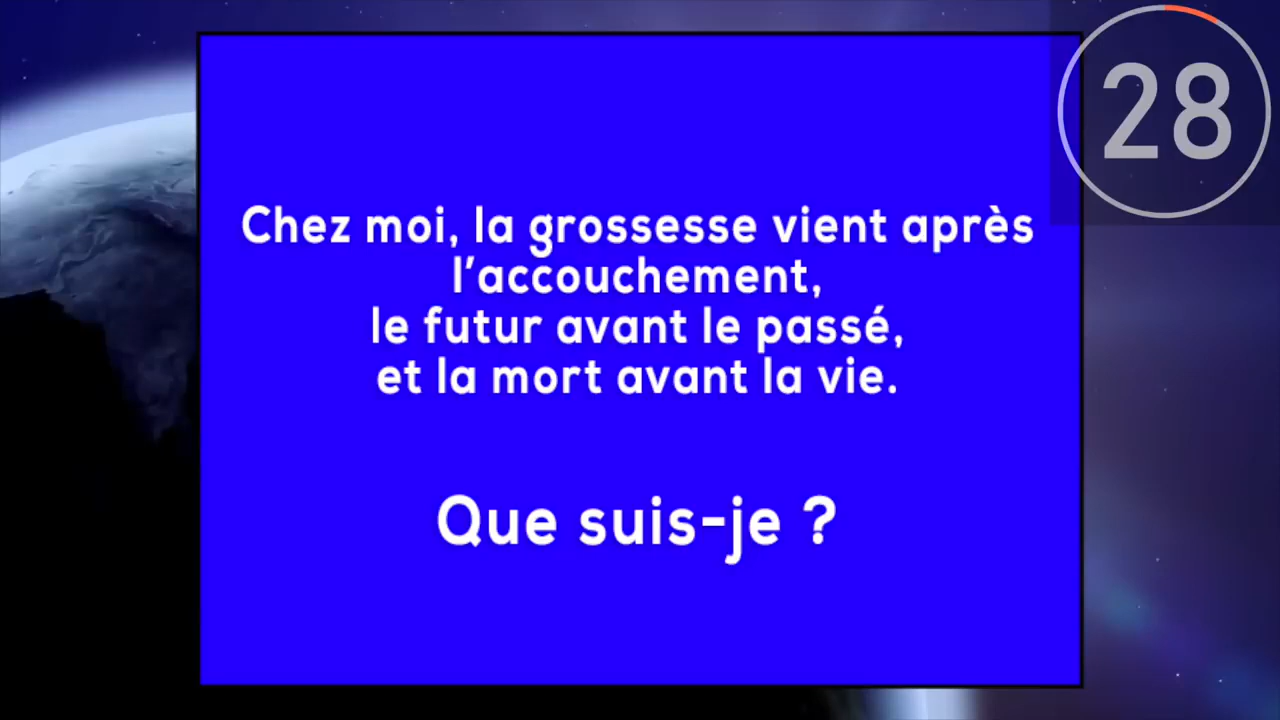 28
Chez moi, la grossesse vient après
l'accouchement,
le futur avant le passé,
et la mort avant la vie.
Que suis-je ?